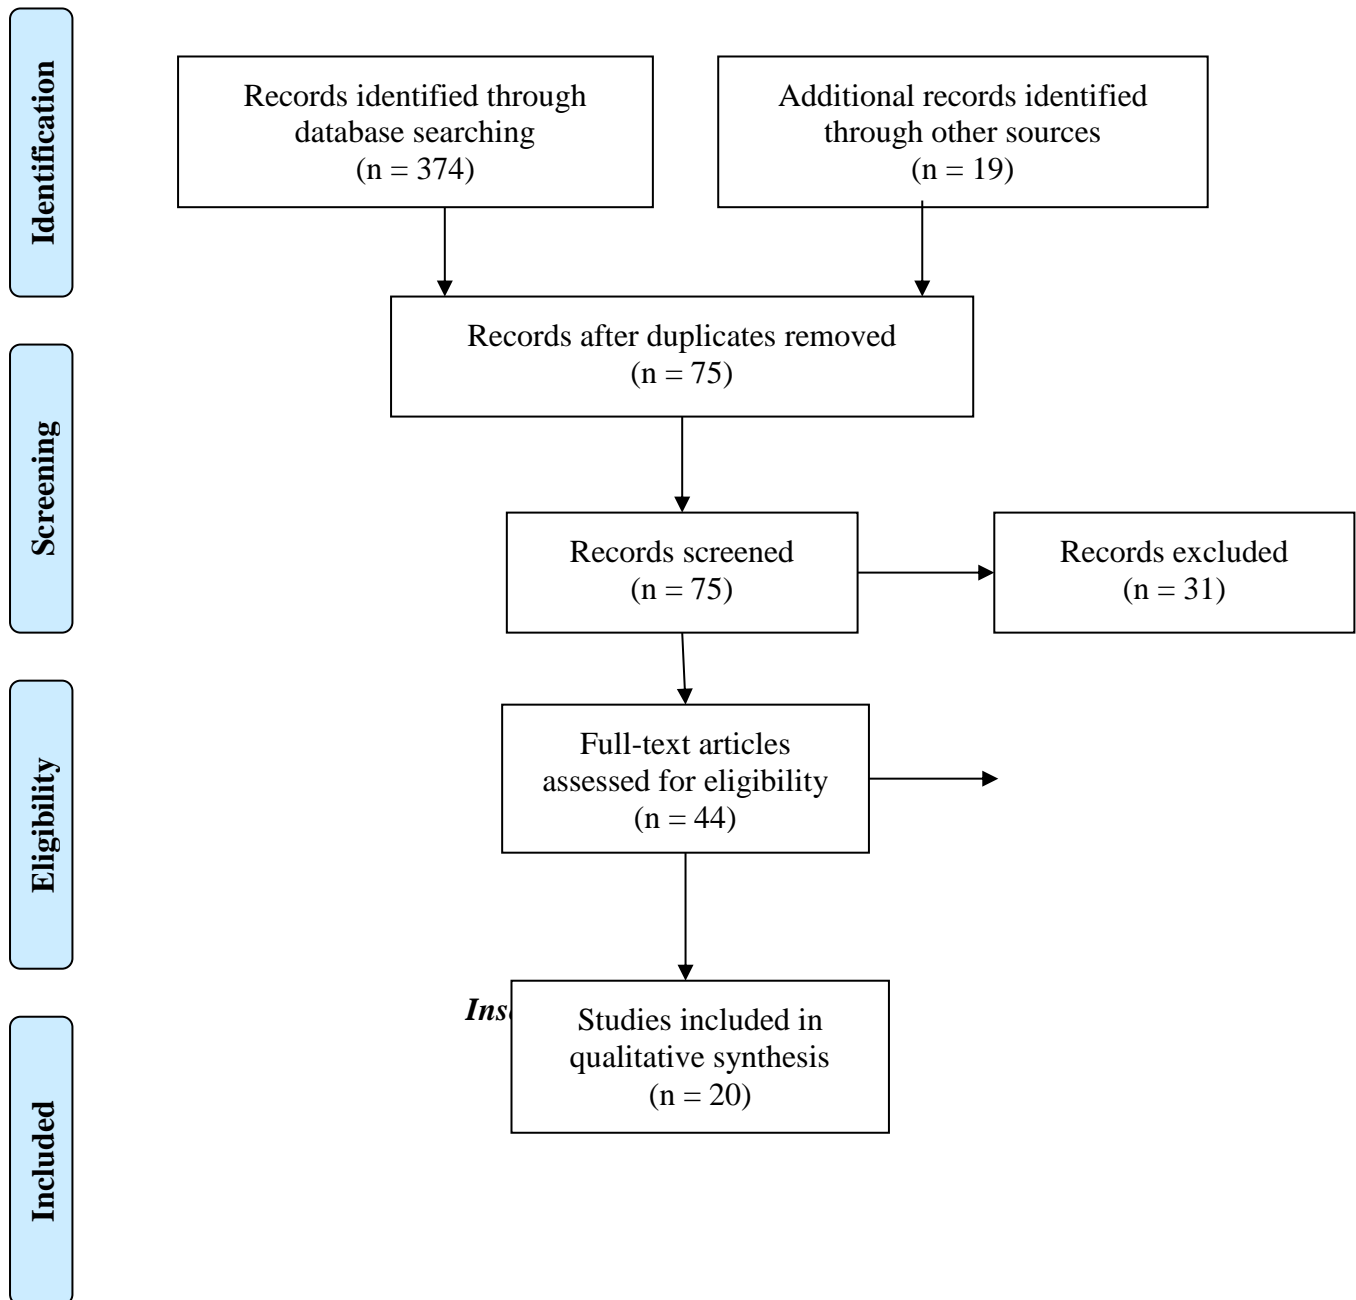 Identification
Records identified through
database searching
(n = 374)
Additional records identified
through other sources
(n = 19)
Records after duplicates removed
(n = 75)
Screening
Records screened
(n = 75)
Records excluded
(n = 31)
Eligibility
Full-text articles
assessed for eligibility
(n = 44)
Included
Studies included in
qualitative synthesis
(n = 20)